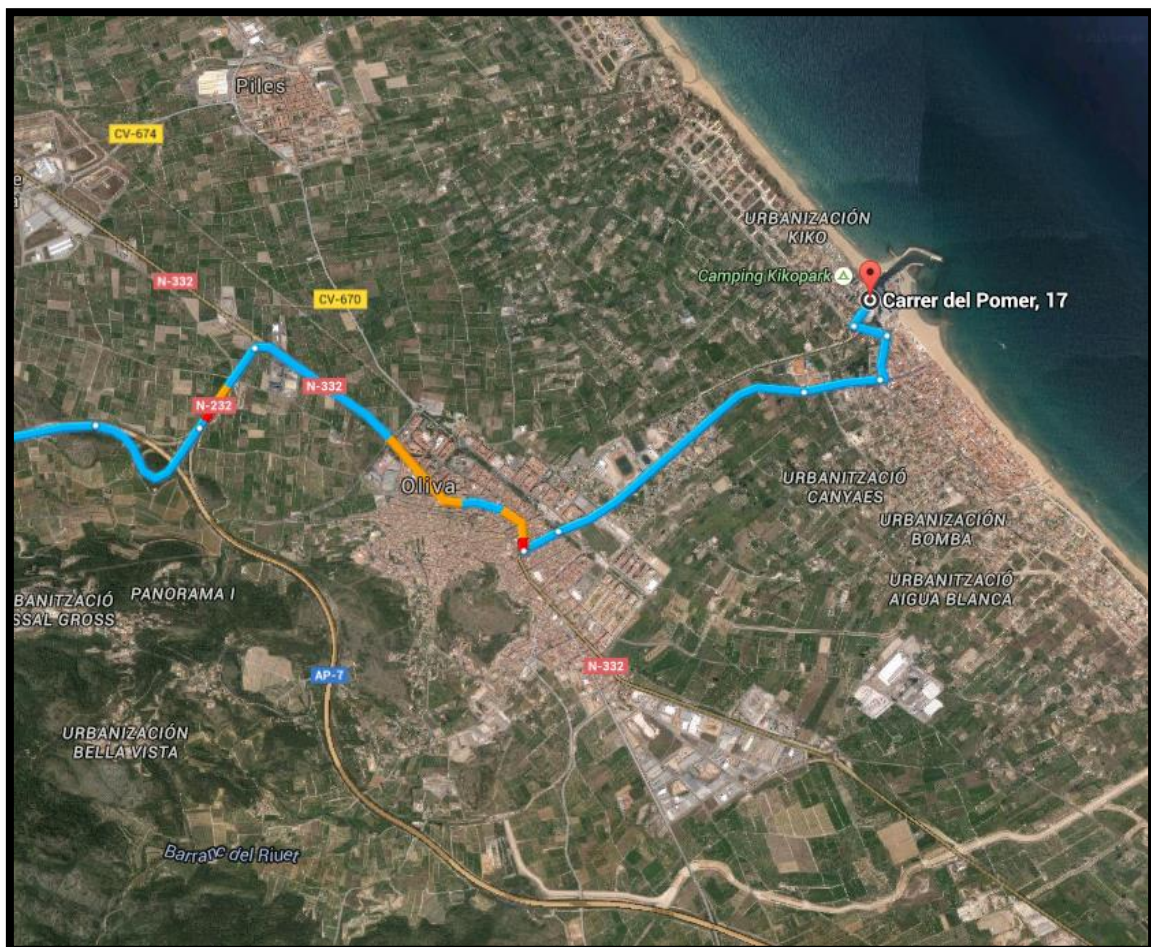 Piles
CV-674
URBANIZACIÓN
KIKO
N-332
Camping Kikopark
CV-670
Carrer del Pomer, 17
N-332
N-232
Oliva
URBANITZACIÓ
CANYAES
URBANIZACIÓN
BOMBA
PANORAMA I
URBANITZACIÓ
AIGUA BLANCA
BANITZACIÓ
SSAL GROSS
N-332
AP-7
URBANIZACIÓN
BELLA VISTA
Barranc del Riuet